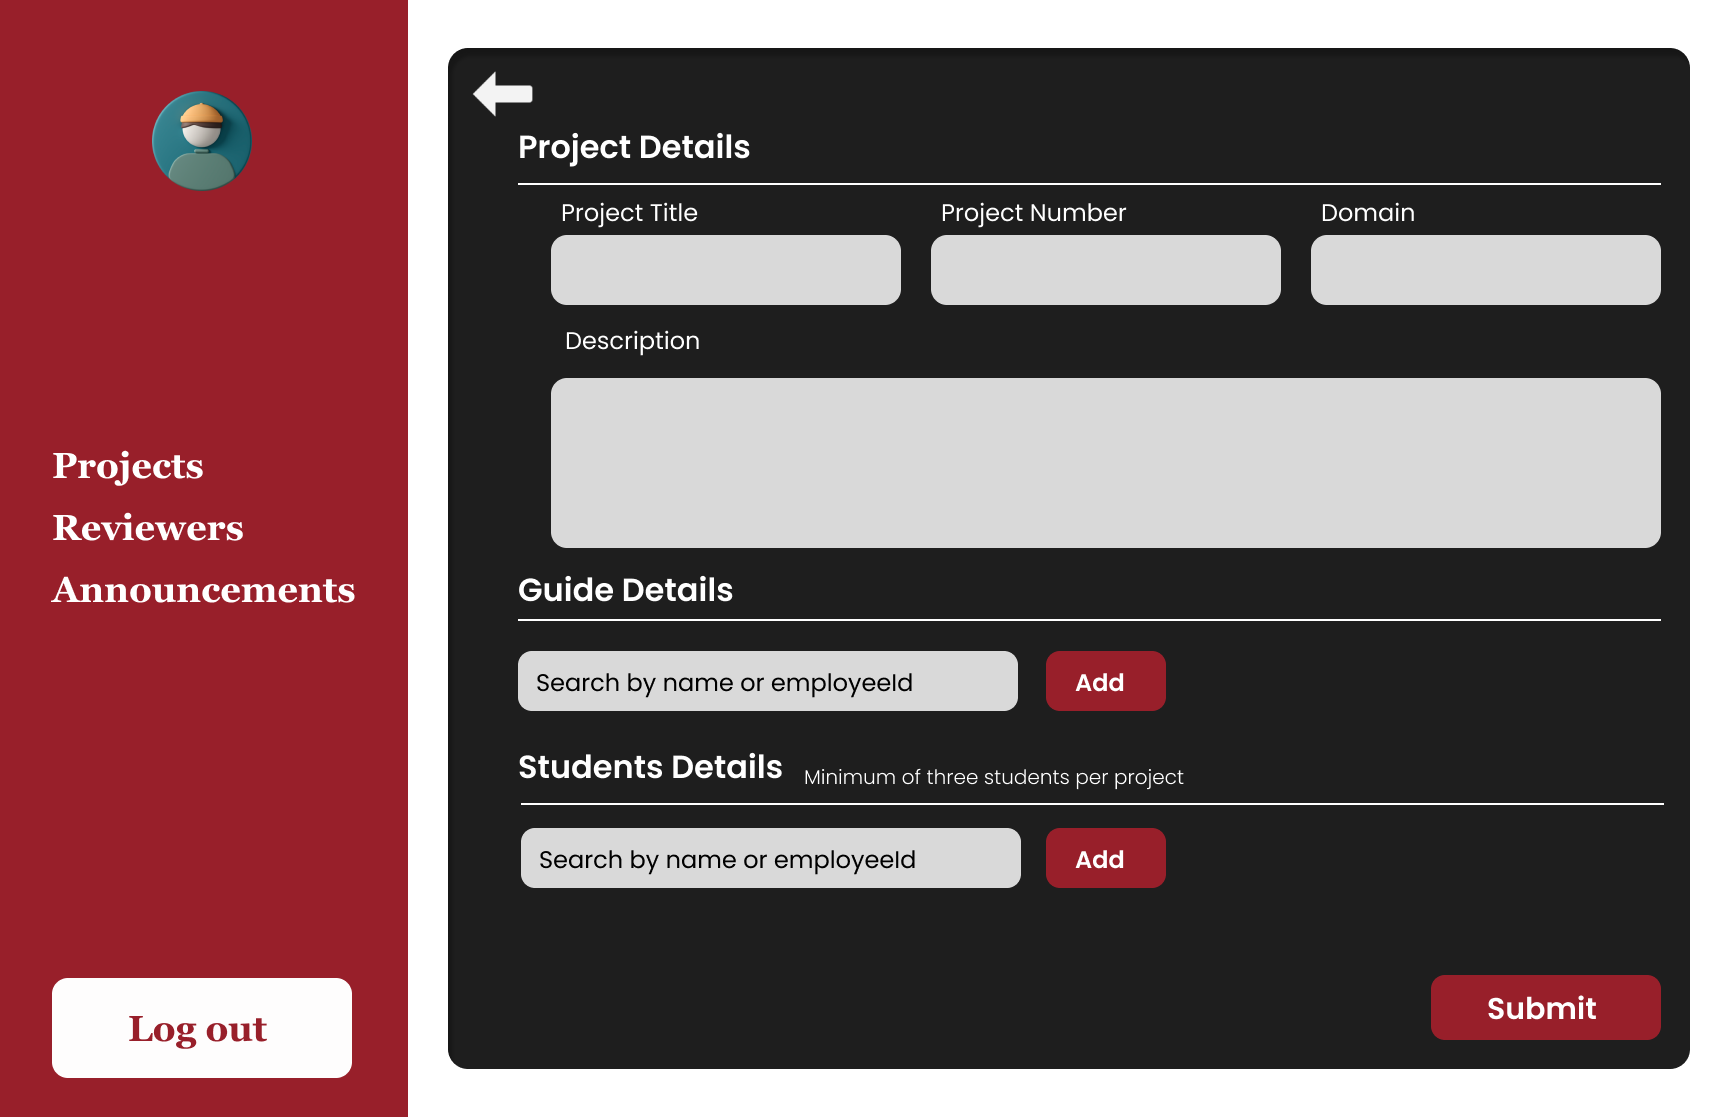 Projects
Reviewers
Announcements
Log out
Project Details
Project Title
Project Number
Domain
Description
Guide Details
Search by name or employeeId
Add
Students Details
Minimum of three students per project
Search by name or employeeId
Add
Submit